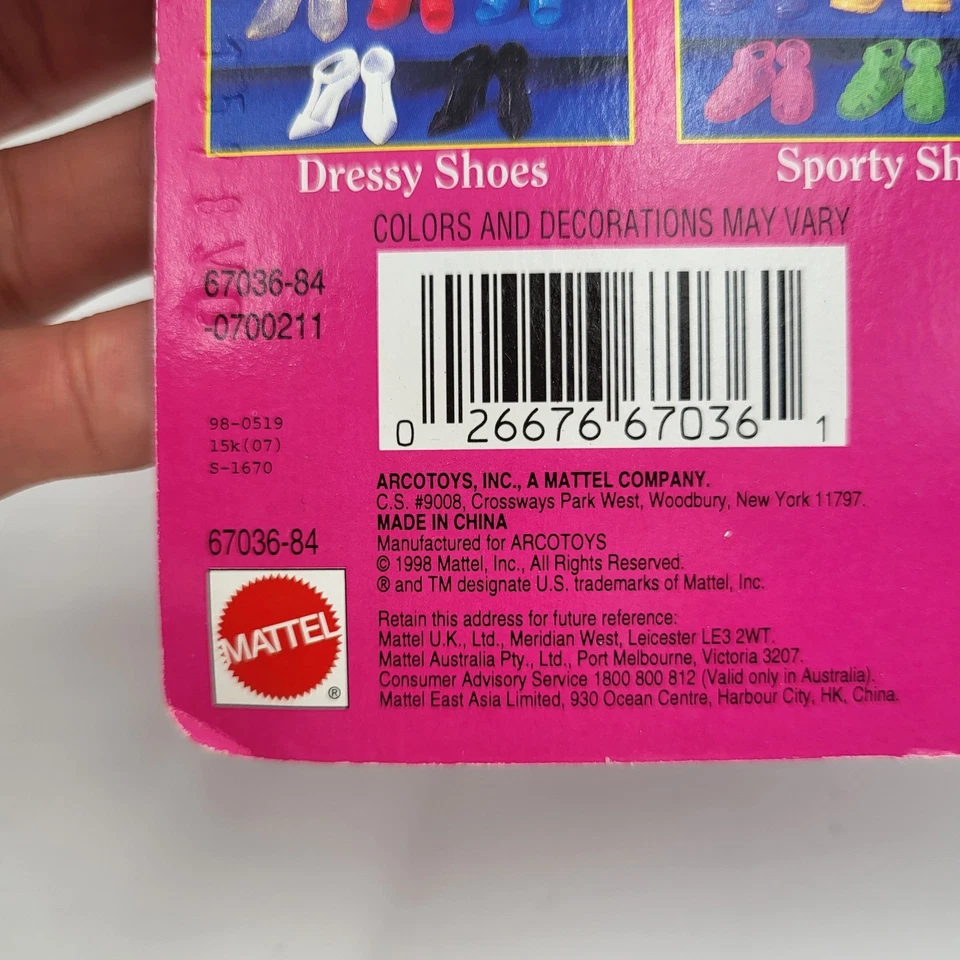 Dressy Shoes
Sporty Sh
COLORS AND DECORATIONS MAY VARY
67036-84
-0700211
0 26676 67036 1
98-0519
15k(07)
S-1670
ARCOTOYS, INC., A MATTEL COMPANY.
C.S. #9008, Crossways Park West, Woodbury, New York 11797.
MADE IN CHINA
Manufactured for ARCOTOYS
© 1998 Mattel, Inc., All Rights Reserved.
® and TM designate U.S. trademarks of Mattel, Inc.
67036-84
MATTEL
®
Retain this address for future reference:
Mattel U.K., Ltd., Meridian West, Leicester LE3 2WT.
Mattel Australia Pty., Ltd., Port Melbourne, Victoria 3207.
Consumer Advisory Service 1800 800 812 (Valid only in Australia).
Mattel East Asia Limited, 930 Ocean Centre, Harbour City, HK, China.